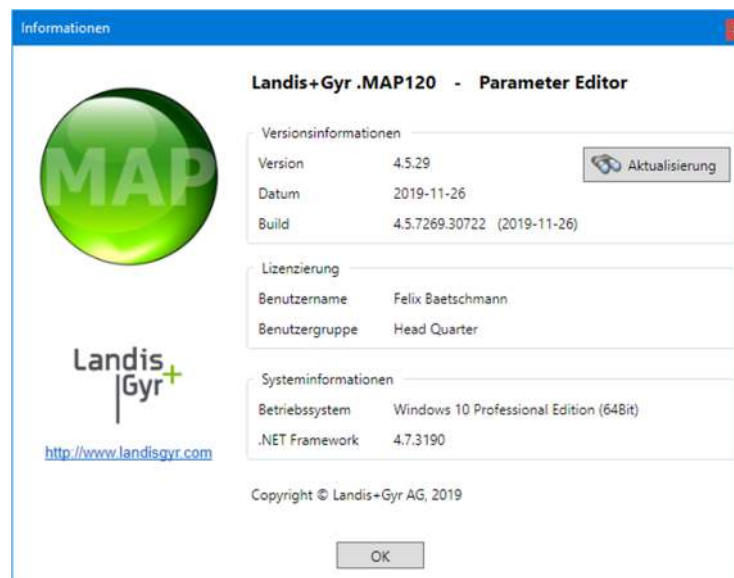 Informationen
MAP
Landis+Gyr .MAP120 - Parameter Editor
Versionsinformationen
Version 4.5.29
Aktualisierung
Datum 2019-11-26
Build 4.5.7269.30722 (2019-11-26)
Lizenzierung
Benutzername Felix Baetschmann
Benutzergruppe Head Quarter
Landis+
Gyr
http://www.landisgyr.com
Systeminformationen
Betriebssystem Windows 10 Professional Edition (64Bit)
.NET Framework 4.7.3190
Copyright © Landis+Gyr AG, 2019
OK